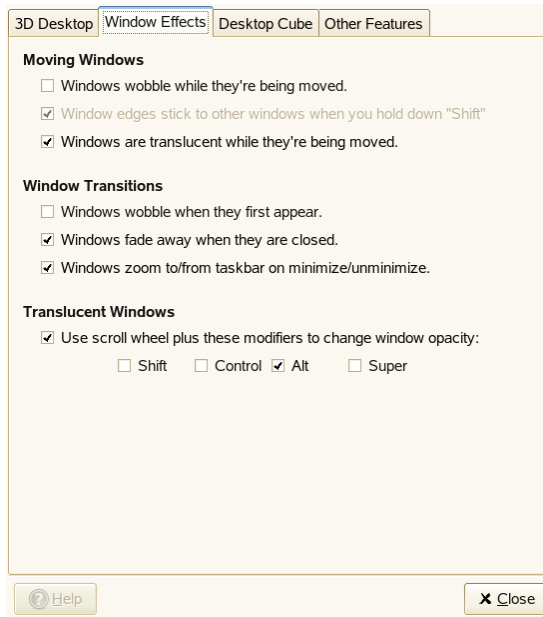 3D Desktop Window Effects Desktop Cube Other Features
Moving Windows
Windows wobble while they're being moved.
Window edges stick to other windows when you hold down "Shift"
Windows are translucent while they're being moved.
Window Transitions
Windows wobble when they first appear.
Windows fade away when they are closed.
Windows zoom to/from taskbar on minimize/unminimize.
Translucent Windows
Use scroll wheel plus these modifiers to change window opacity:
Shift Control Alt Super
Help Close